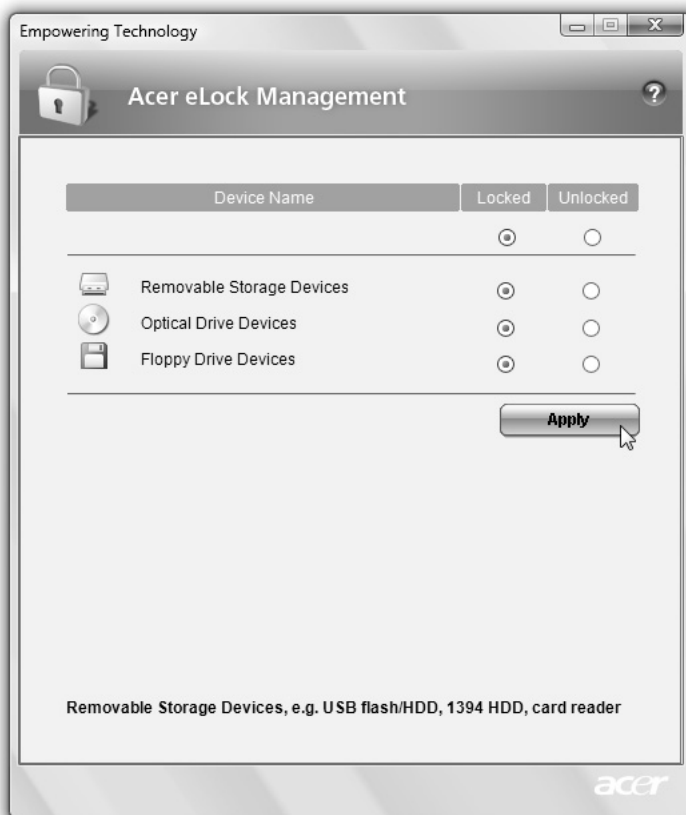 Empowering Technology
Acer eLock Management
?
Device Name Locked Unlocked
Removable Storage Devices
Optical Drive Devices
Floppy Drive Devices
Apply
Removable Storage Devices, e.g. USB flash/HDD, 1394 HDD, card reader
acer